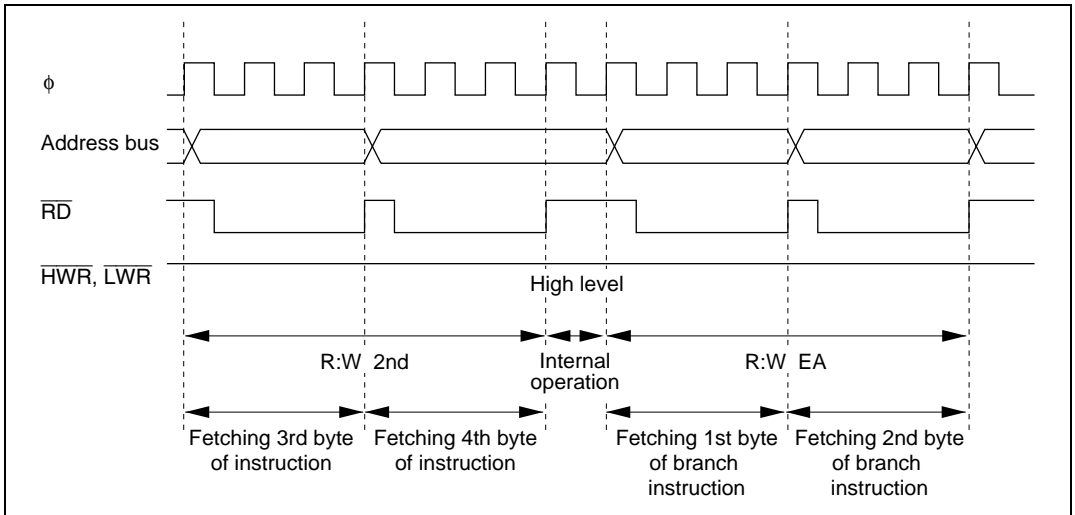 ϕ
Address bus
RD
HWR, LWR
High level
R:W 2nd
Internal
operation
R:W EA
Fetching 3rd byte
of instruction
Fetching 4th byte
of instruction
Fetching 1st byte
of branch
instruction
Fetching 2nd byte
of branch
instruction